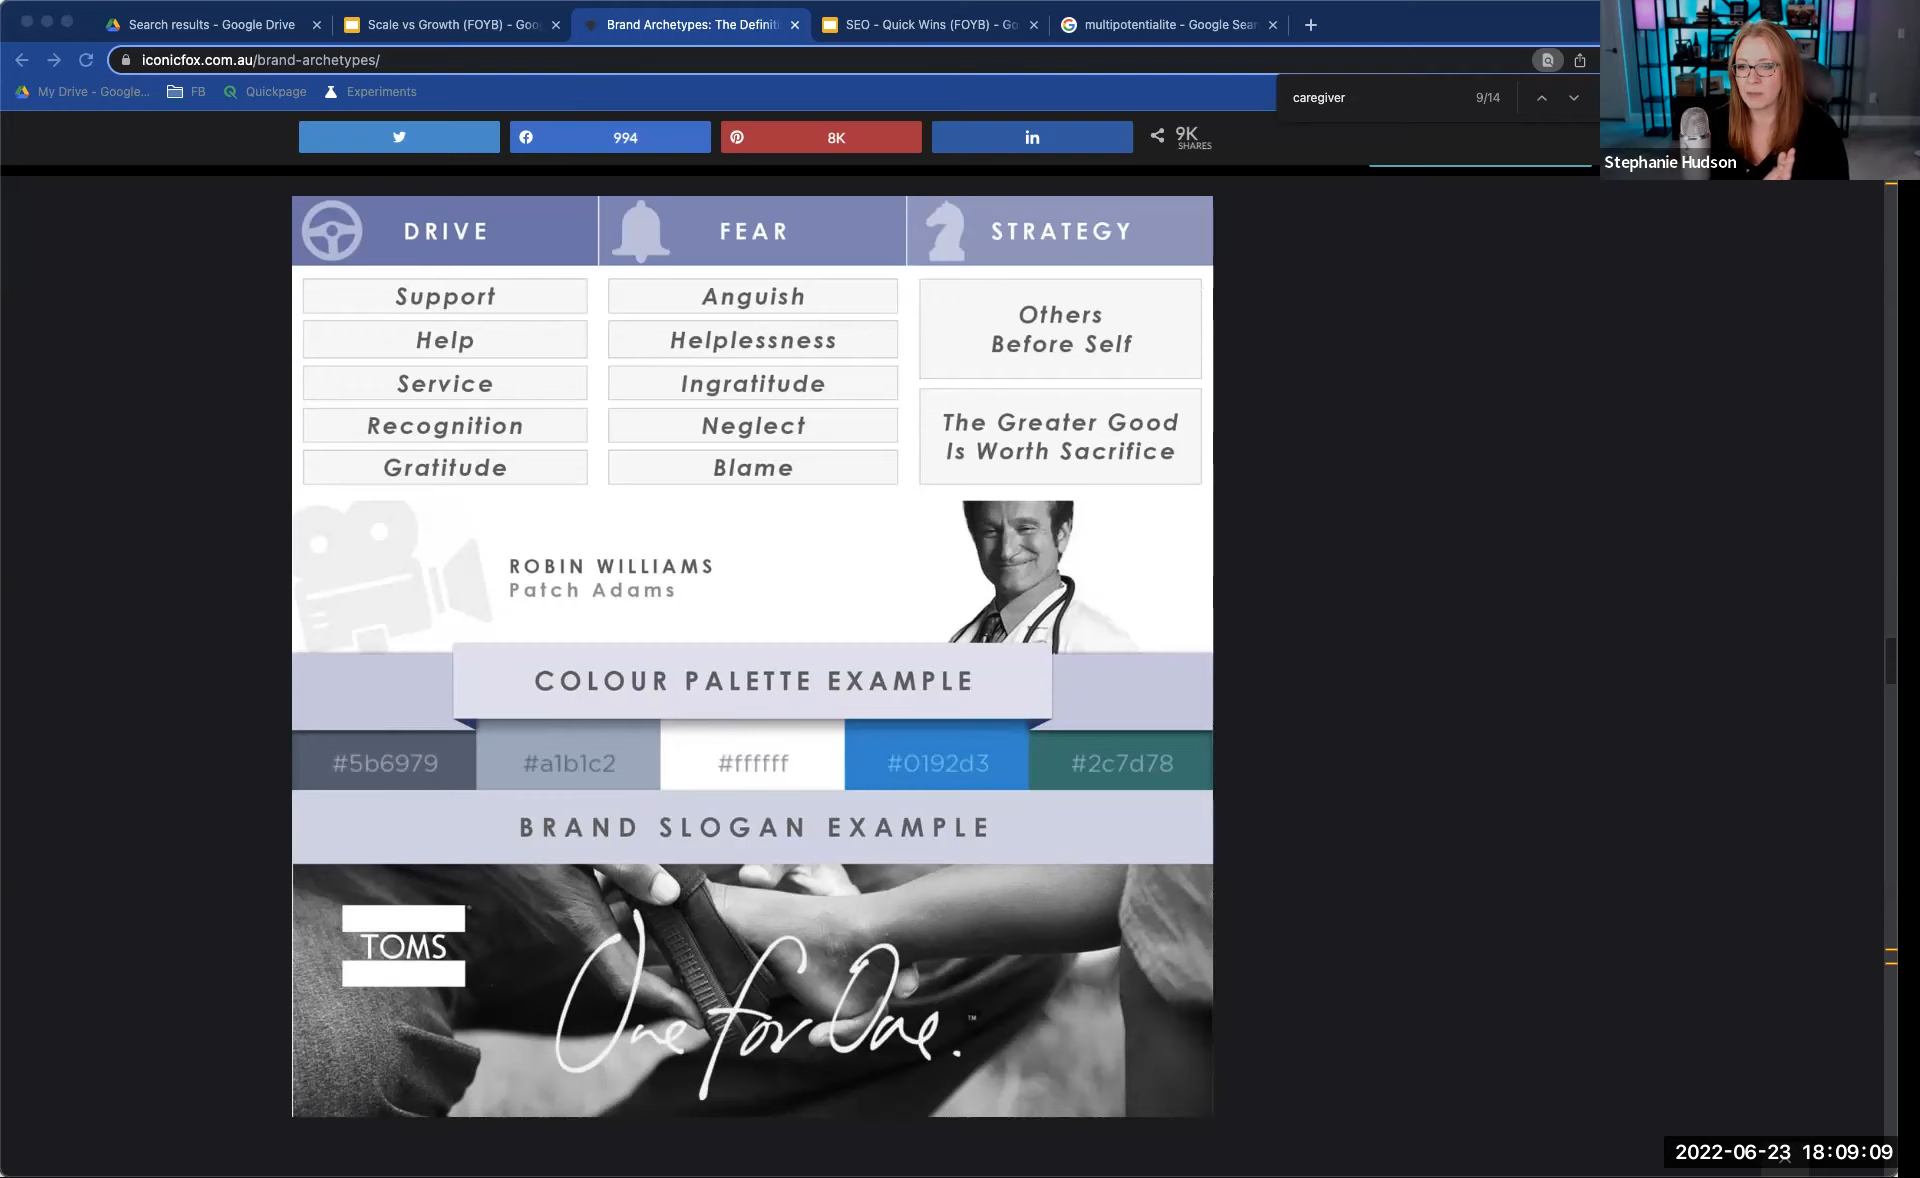 Search results - Google Drive
Scale vs Growth (FOYB) - Goo
Brand Archetypes: The Definiti
SEO - Quick Wins (FOYB) - Go
multipotentialite - Google Sear
iconicfox.com.au/brand-archetypes/
My Drive - Google...
FB
Quickpage
Experiments
caregiver
9/14
994
8K
in
9K
SHARES
Stephanie Hudson
DRIVE
FEAR
STRATEGY
Support
Help
Service
Recognition
Gratitude
Anguish
Helplessness
Ingratitude
Neglect
Blame
Others
Before Self
The Greater Good
Is Worth Sacrifice
ROBIN WILLIAMS
Patch Adams
COLOUR PALETTE EXAMPLE
#5b6979
#a1b1c2
#ffffff
#0192d3
#2c7d78
BRAND SLOGAN EXAMPLE
TOMS
One for One.™
2022-06-23 18:09:09